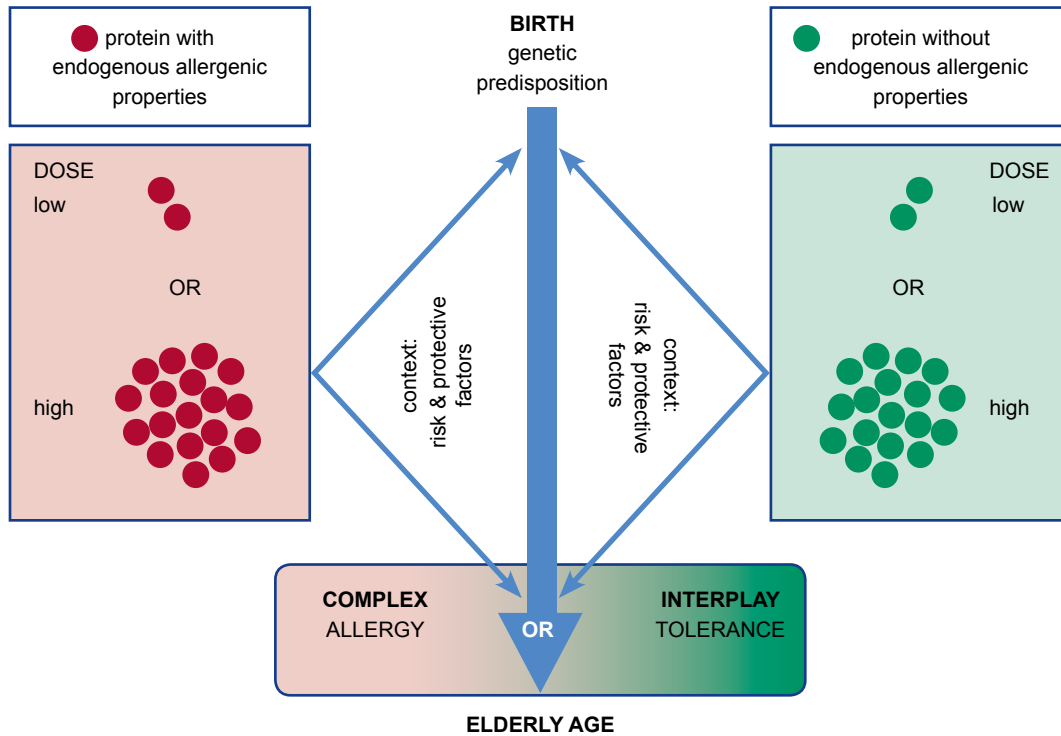 protein with
endogenous allergenic
properties
BIRTH
genetic
predisposition
protein without
endogenous allergenic
properties
DOSE
low
OR
high
context:
risk & protective
factors
context:
risk & protective
factors
DOSE
low
OR
high
COMPLEX
ALLERGY
OR
INTERPLAY
TOLERANCE
ELDERLY AGE